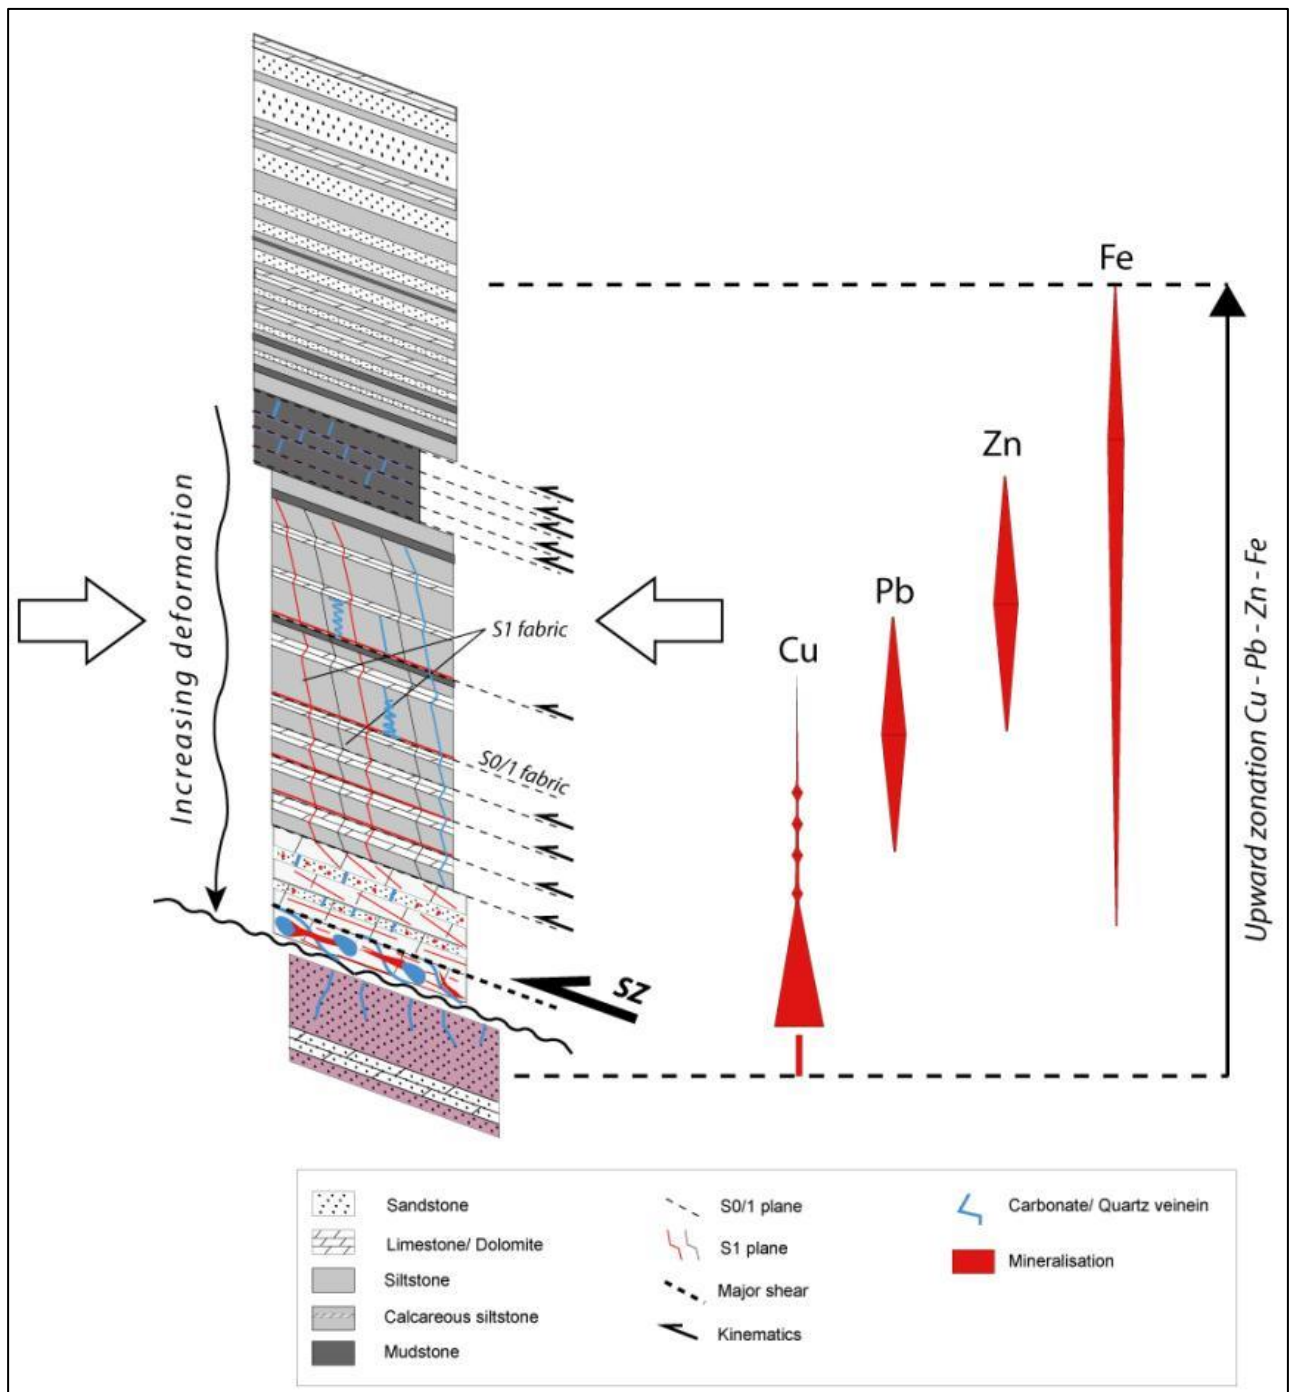 Fe
Zn
Pb
Cu
Increasing deformation
S1 fabric
S0/1 fabric
SZ
Upward zonation Cu - Pb - Zn - Fe
Sandstone
Limestone/ Dolomite
Siltstone
Calcareous siltstone
Mudstone
S0/1 plane
S1 plane
Major shear
Kinematics
Carbonate/ Quartz veinein
Mineralisation